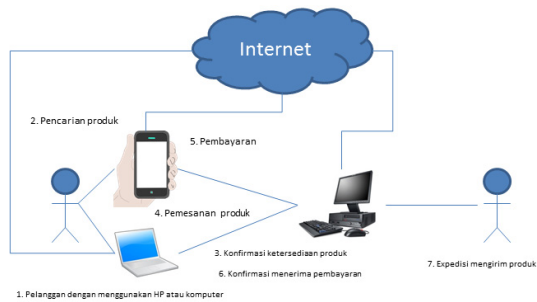 Internet
2. Pencarian produk
5. Pembayaran
4. Pemesanan produk
3. Konfirmasi ketersediaan produk
6. Konfirmasi menerima pembayaran
7. Expedisi mengirim produk
1. Pelanggan dengan menggunakan HP atau komputer